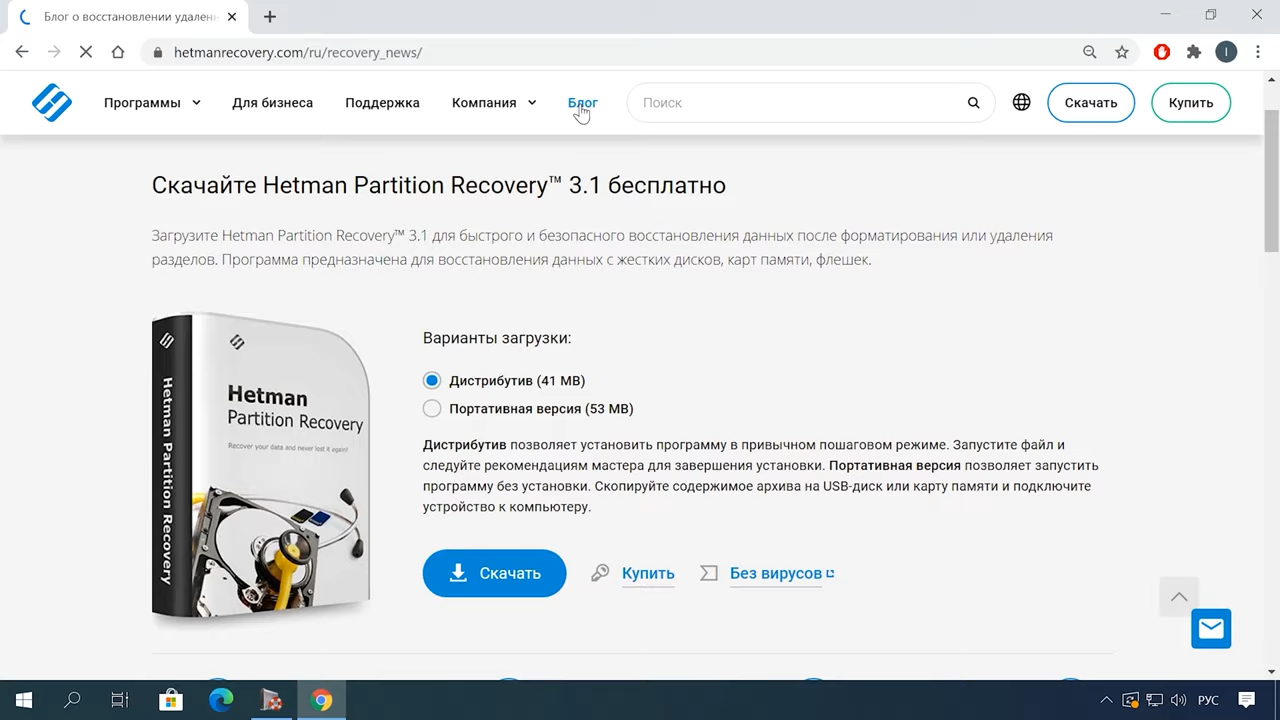 Блог о восстановлении удален
hetmanrecovery.com/ru/recovery_news/
I
Программы
Для бизнеса
Поддержка
Компания
Блог
Поиск
Скачать
Купить
Скачайте Hetman Partition Recovery™ 3.1 бесплатно
Загрузите Hetman Partition Recovery™ 3.1 для быстрого и безопасного восстановления данных после форматирования или удаления
разделов. Программа предназначена для восстановления данных с жестких дисков, карт памяти, флешек.
Hetman Partition Recovery
Hetman
Partition Recovery
Recover your data and never lost it again!
Варианты загрузки:
Дистрибутив (41 MB)
Портативная версия (53 MB)
Дистрибутив позволяет установить программу в привычном пошаговом режиме. Запустите файл и
следуйте рекомендациям мастера для завершения установки. Портативная версия позволяет запустить
программу без установки. Скопируйте содержимое архива на USB-диск или карту памяти и подключите
устройство к компьютеру.
Скачать
Купить
Без вирусов
РУС